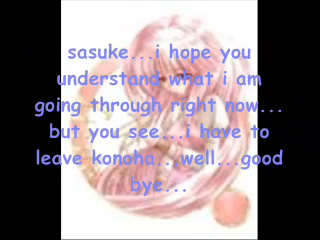 sasuke...i hope you
understand what i am
going through right now...
but you see...i have to
leave konoha...well...good
bye...